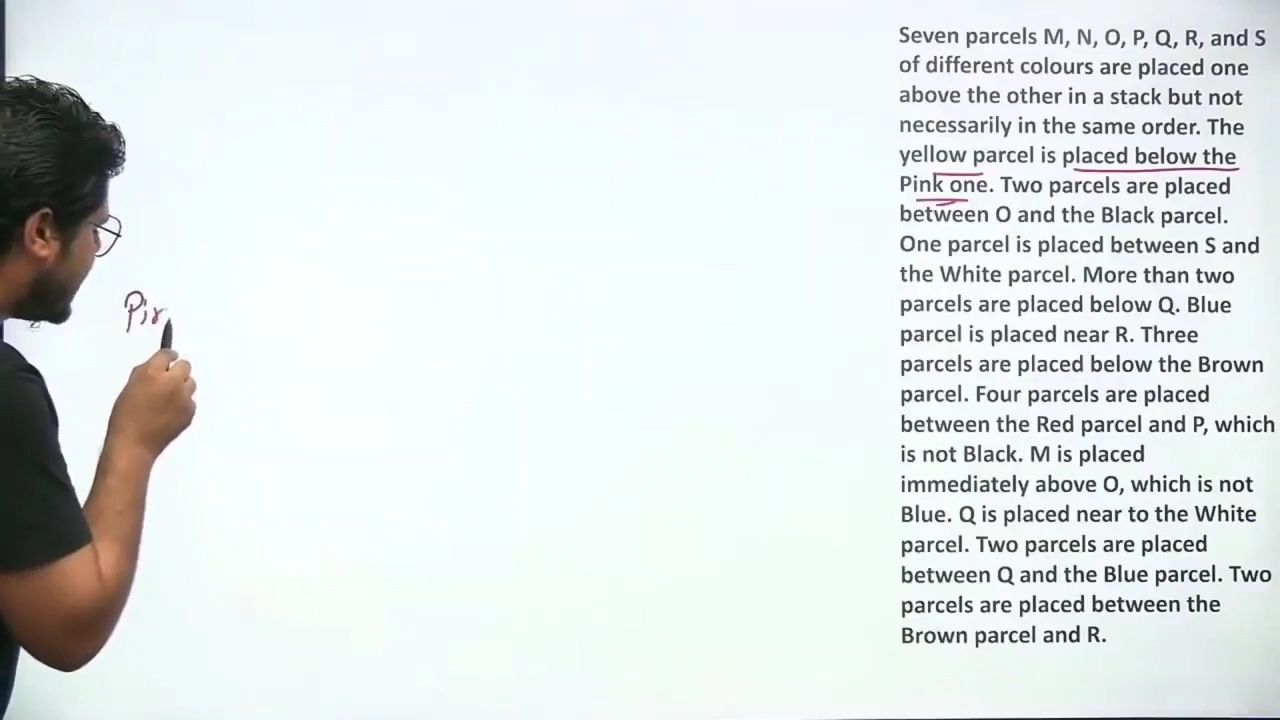 Seven parcels M, N, O, P, Q, R, and S
of different colours are placed one
above the other in a stack but not
necessarily in the same order. The
yellow parcel is placed below the
Pink one. Two parcels are placed
between O and the Black parcel.
One parcel is placed between S and
the White parcel. More than two
parcels are placed below Q. Blue
parcel is placed near R. Three
parcels are placed below the Brown
parcel. Four parcels are placed
between the Red parcel and P, which
is not Black. M is placed
immediately above O, which is not
Blue. Q is placed near to the White
parcel. Two parcels are placed
between Q and the Blue parcel. Two
parcels are placed between the
Brown parcel and R.